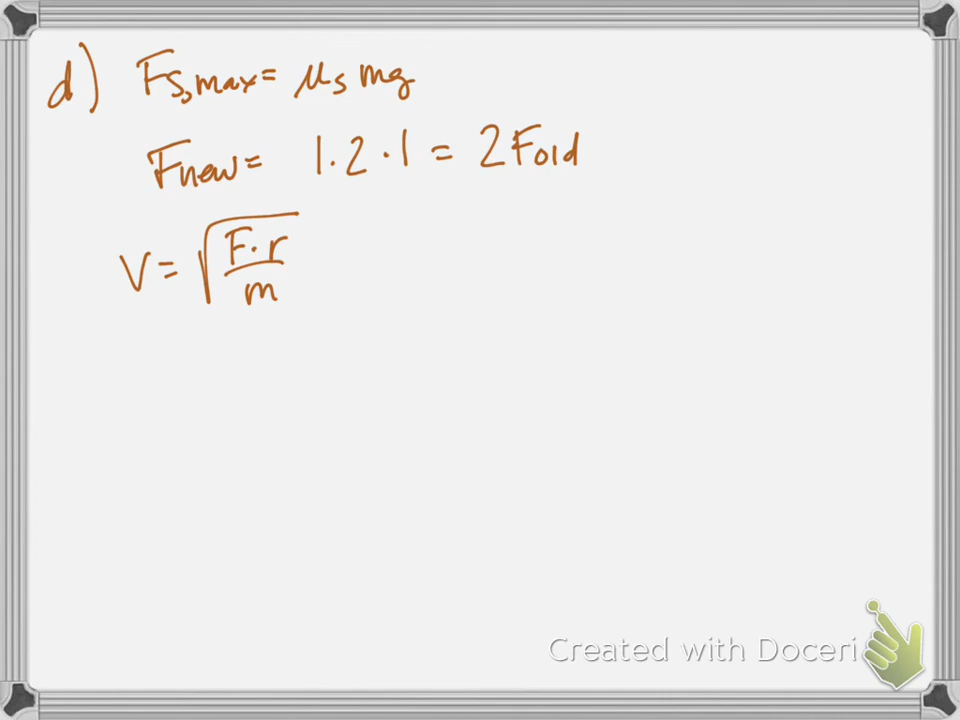 d) Fs,max = μs mg
Fnew = 1·2·1 = 2Fold
V = √(F·r/m)
Created with Doceri